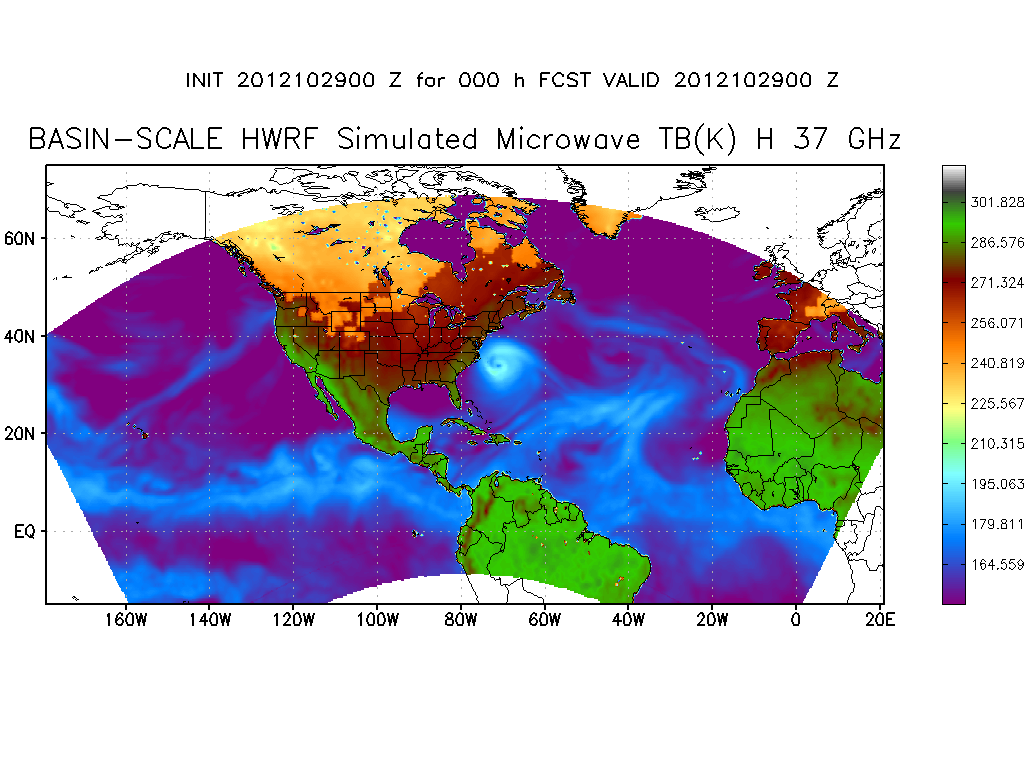 INIT 2012102900 Z for 000 h FCST VALID 2012102900 Z
BASIN-SCALE HWRF Simulated Microwave TB(K) H 37 GHz
60N
40N
20N
EQ
160W 140W 120W 100W 80W 60W 40W 20W 0 20E
301.828
286.576
271.324
256.071
240.819
225.567
210.315
195.063
179.811
164.559